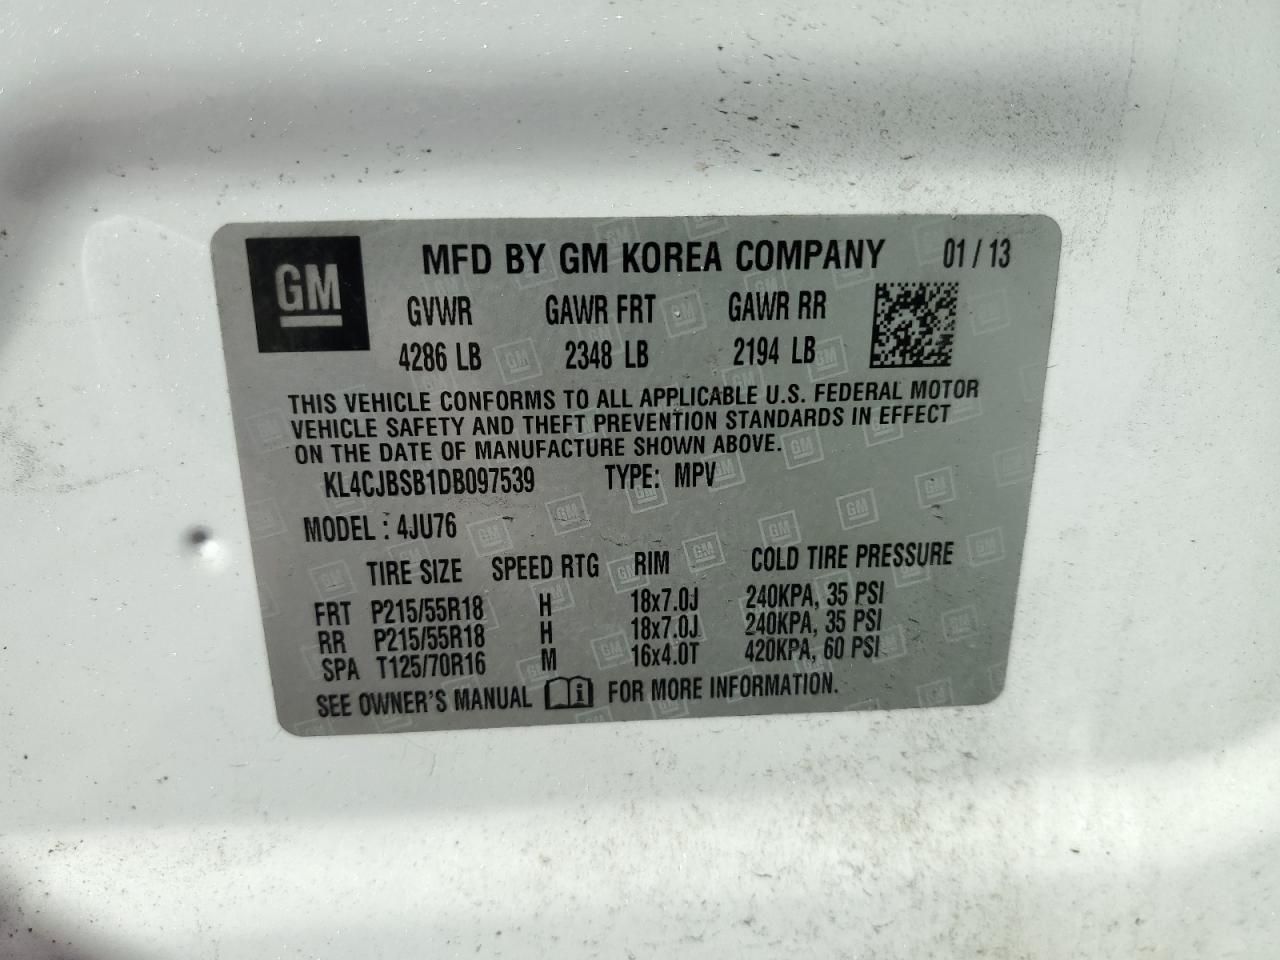 GM
MFD BY GM KOREA COMPANY 01 / 13
GVWR GAWR FRT GAWR RR
4286 LB 2348 LB 2194 LB
THIS VEHICLE CONFORMS TO ALL APPLICABLE U.S. FEDERAL MOTOR
VEHICLE SAFETY AND THEFT PREVENTION STANDARDS IN EFFECT
ON THE DATE OF MANUFACTURE SHOWN ABOVE.
KL4CJBSB1DB097539 TYPE: MPV
MODEL : 4JU76
TIRE SIZE SPEED RTG RIM COLD TIRE PRESSURE
FRT P215/55R18 H 18x7.0J 240KPA, 35 PSI
RR P215/55R18 H 18x7.0J 240KPA, 35 PSI
SPA T125/70R16 M 16x4.0T 420KPA, 60 PSI
SEE OWNER'S MANUAL FOR MORE INFORMATION.